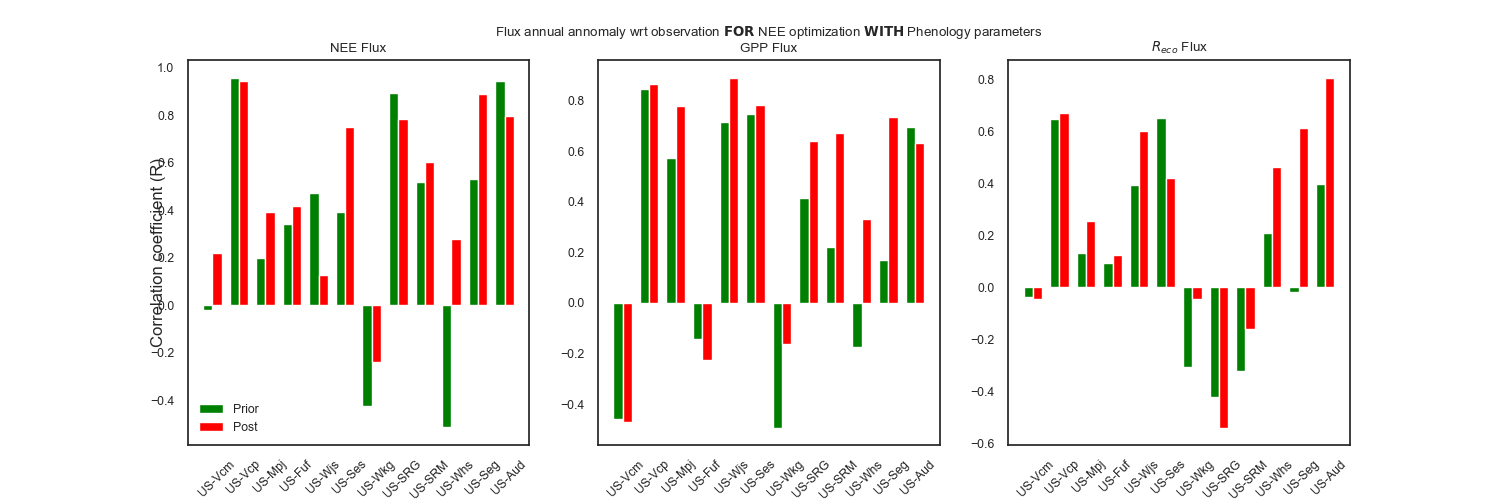 Flux annual annomaly wrt observation FOR NEE optimization WITH Phenology parameters
NEE Flux
1.0
0.8
0.6
0.4
0.2
0.0
−0.2
−0.4
Correlation coefficient (R)
Prior
Post
US-Vcm
US-Vcp
US-Mpj
US-Fuf
US-Wjs
US-Ses
US-Wkg
US-SRG
US-SRM
US-Whs
US-Seg
US-Aud
GPP Flux
0.8
0.6
0.4
0.2
0.0
−0.2
−0.4
US-Vcm
US-Vcp
US-Mpj
US-Fuf
US-Wjs
US-Ses
US-Wkg
US-SRG
US-SRM
US-Whs
US-Seg
US-Aud
Reco Flux
0.8
0.6
0.4
0.2
0.0
−0.2
−0.4
−0.6
US-Vcm
US-Vcp
US-Mpj
US-Fuf
US-Wjs
US-Ses
US-Wkg
US-SRG
US-SRM
US-Whs
US-Seg
US-Aud